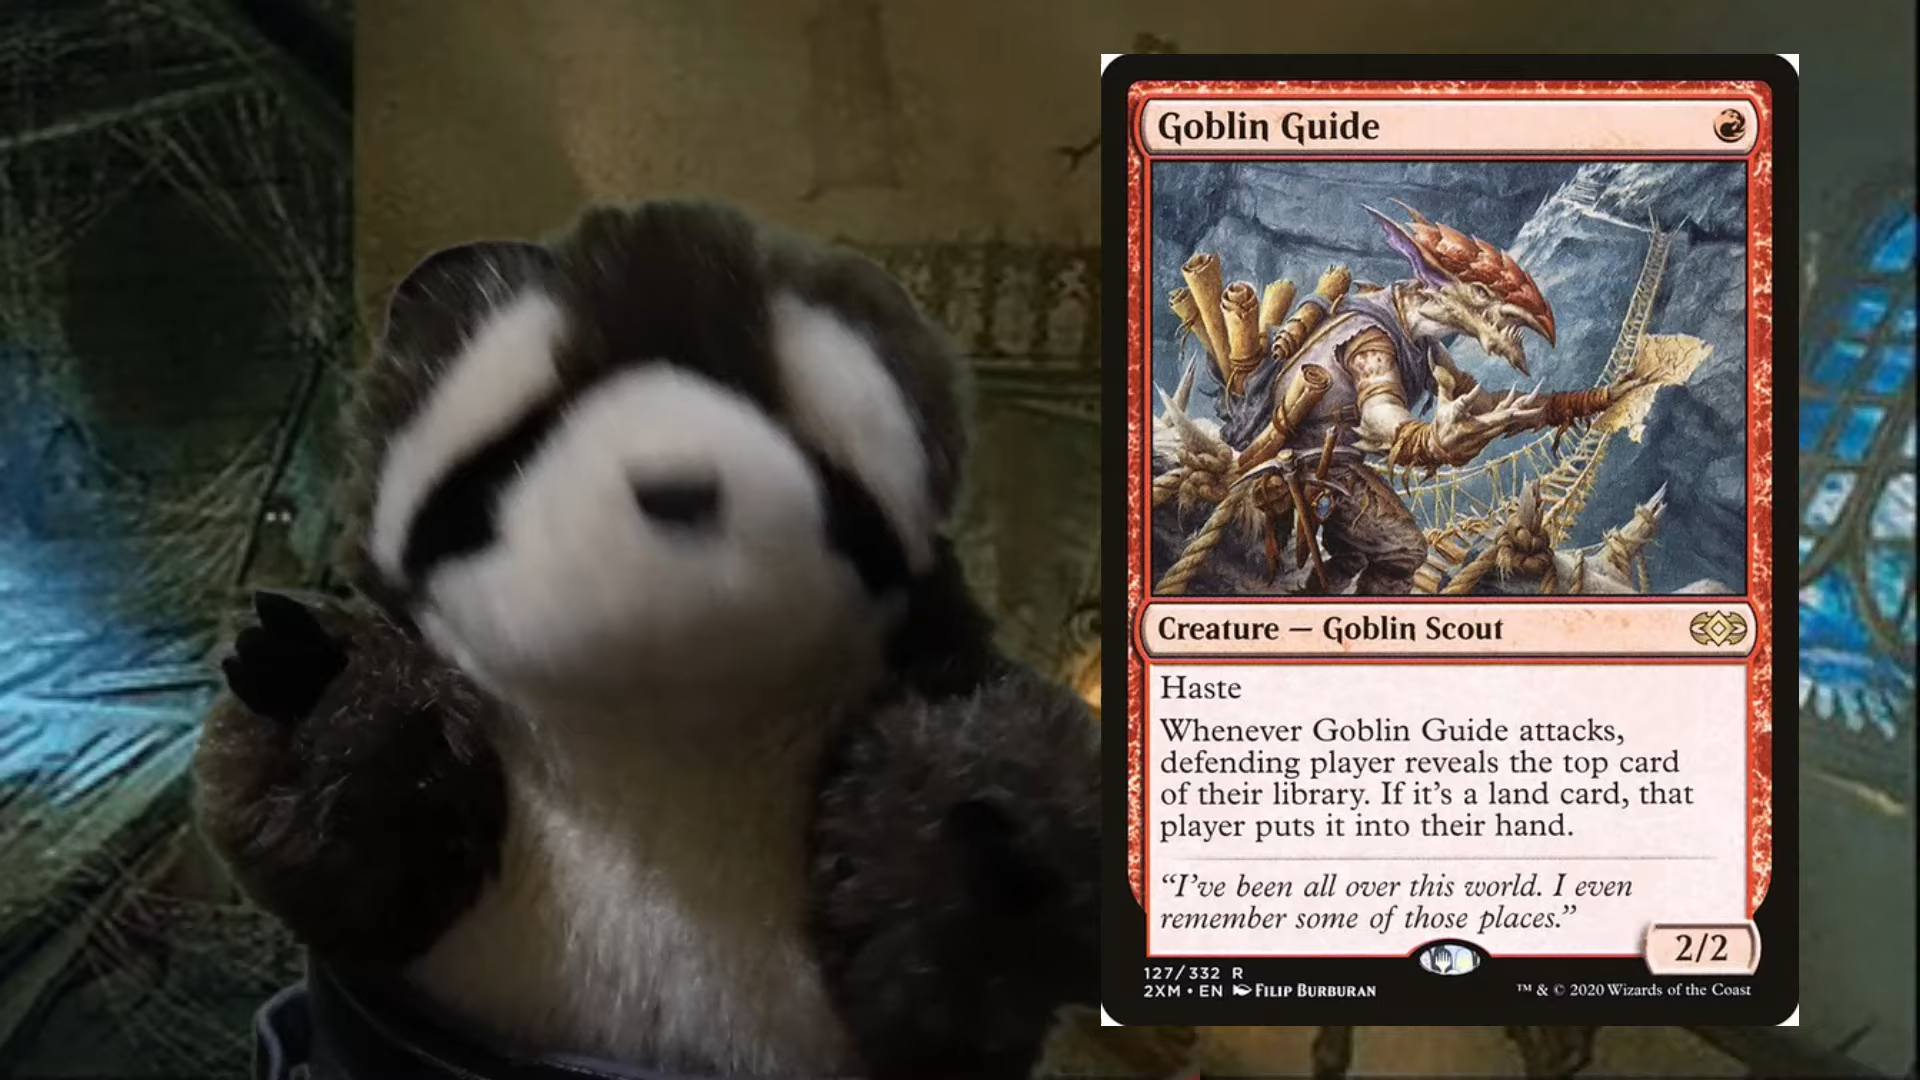 Goblin Guide
Creature — Goblin Scout
Haste
Whenever Goblin Guide attacks,
defending player reveals the top card
of their library. If it's a land card, that
player puts it into their hand.
“I've been all over this world. I even
remember some of those places.”
2/2
127/332 R
2XM • EN FILIP BURBURAN
™ & © 2020 Wizards of the Coast